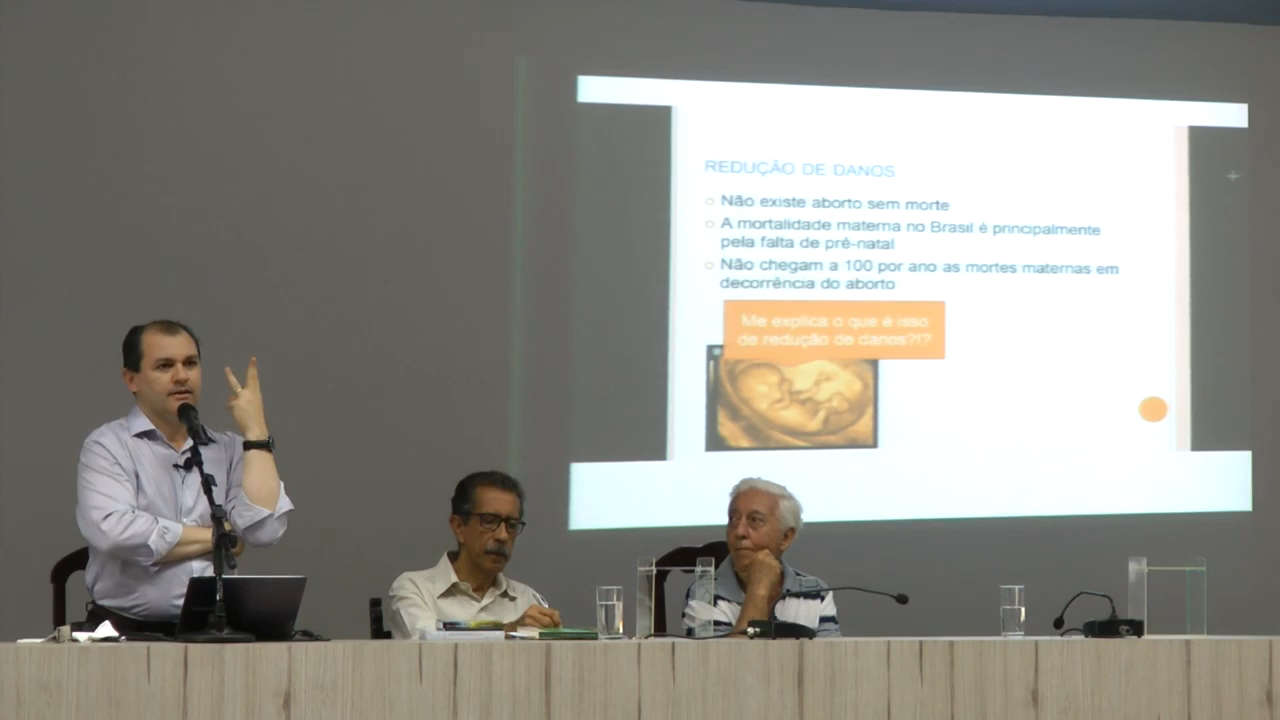 REDUÇÃO DE DANOS
Não existe aborto sem morte
A mortalidade materna no Brasil é principalmente
pela falta de pré-natal
Não chegam a 100 por ano as mortes maternas em
decorrência do aborto
Me explica o que é isso
de redução de danos?!?